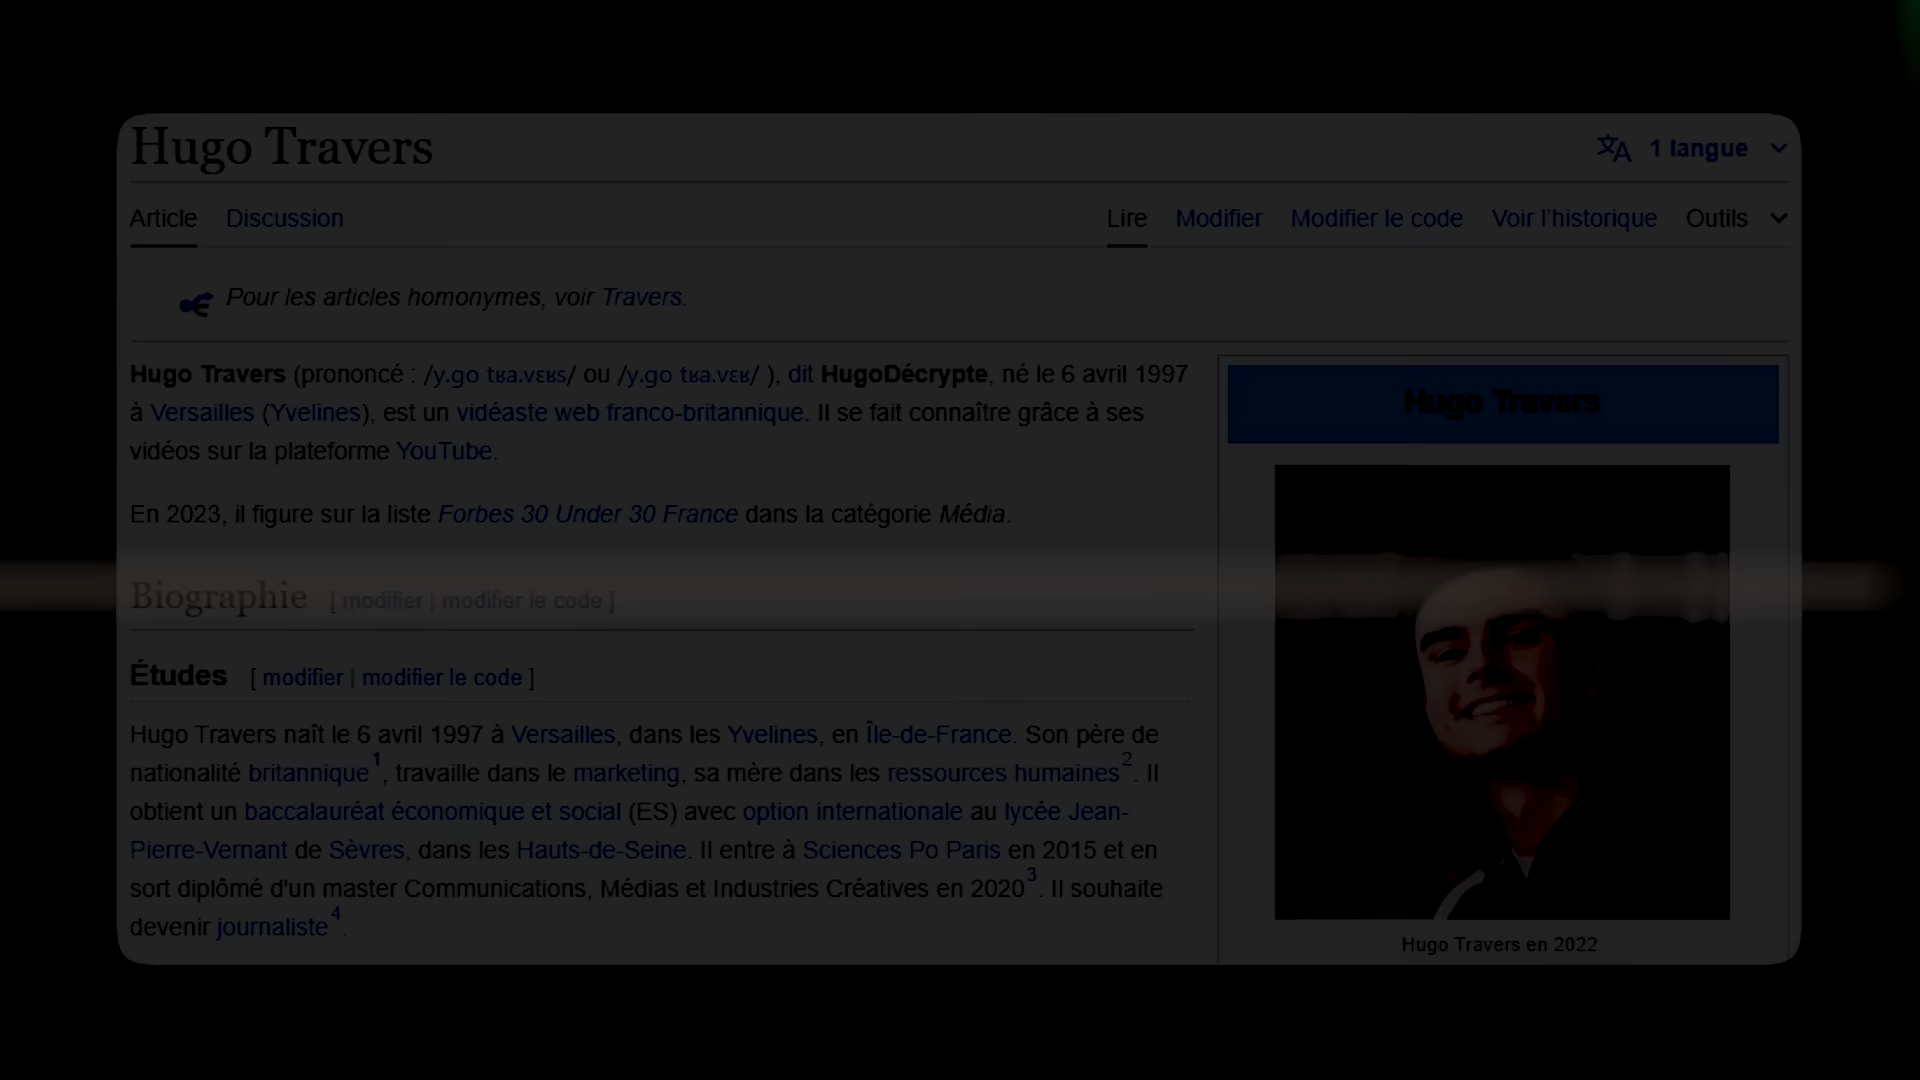 Hugo Travers
1 langue
Article Discussion
Lire Modifier Modifier le code Voir l'historique Outils
Pour les articles homonymes, voir Travers.
Hugo Travers (prononcé : /y.go tʁa.vɛʁs/ ou /y.go tʁa.vɛʁ/ ), dit HugoDécrypte, né le 6 avril 1997
à Versailles (Yvelines), est un vidéaste web franco-britannique. Il se fait connaître grâce à ses
vidéos sur la plateforme YouTube.
En 2023, il figure sur la liste Forbes 30 Under 30 France dans la catégorie Média.
Biographie [ modifier | modifier le code ]
Études [ modifier | modifier le code ]
Hugo Travers naît le 6 avril 1997 à Versailles, dans les Yvelines, en Île-de-France. Son père de
nationalité britannique1, travaille dans le marketing, sa mère dans les ressources humaines2. Il
obtient un baccalauréat économique et social (ES) avec option internationale au lycée Jean-
Pierre-Vernant de Sèvres, dans les Hauts-de-Seine. Il entre à Sciences Po Paris en 2015 et en
sort diplômé d'un master Communications, Médias et Industries Créatives en 20203. Il souhaite
devenir journaliste4.
Hugo Travers
Hugo Travers en 2022